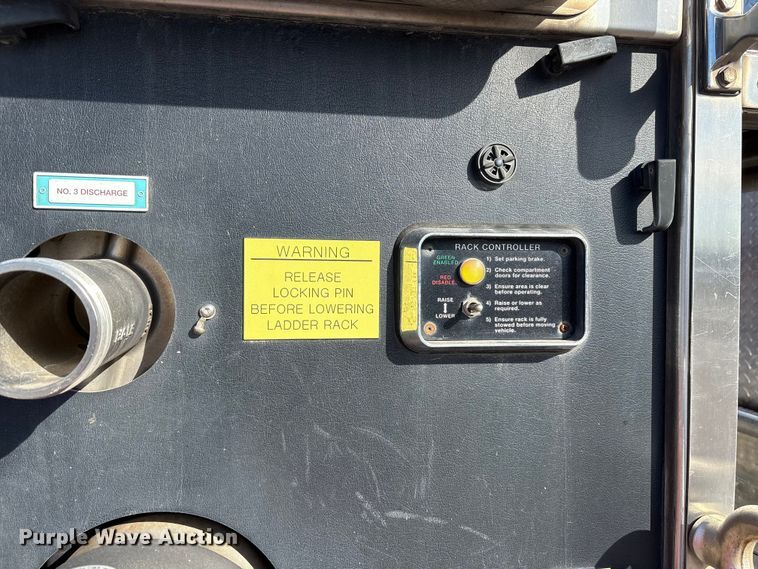 NO. 3 DISCHARGE
WARNING
RELEASE
LOCKING PIN
BEFORE LOWERING
LADDER RACK
RACK CONTROLLER
GREEN
ENABLED
RED
DISABLE
RAISE
LOWER
1) Set parking brake.
2) Check compartment
doors for clearance.
3) Ensure area is clear
before operating.
4) Raise or lower as
required.
5) Ensure rack is fully
stowed before moving
vehicle.
Purple Wave Auction